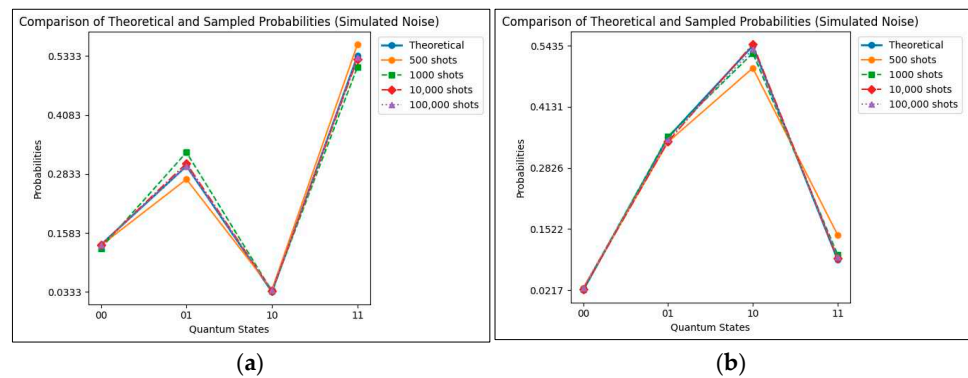 Comparison of Theoretical and Sampled Probabilities (Simulated Noise)
0.5333
0.4083
0.2833
0.1583
0.0333
Probabilities
00 01 10 11
Quantum States
Theoretical
500 shots
1000 shots
10,000 shots
100,000 shots
(a)
Comparison of Theoretical and Sampled Probabilities (Simulated Noise)
0.5435
0.4131
0.2826
0.1522
0.0217
Probabilities
00 01 10 11
Quantum States
Theoretical
500 shots
1000 shots
10,000 shots
100,000 shots
(b)